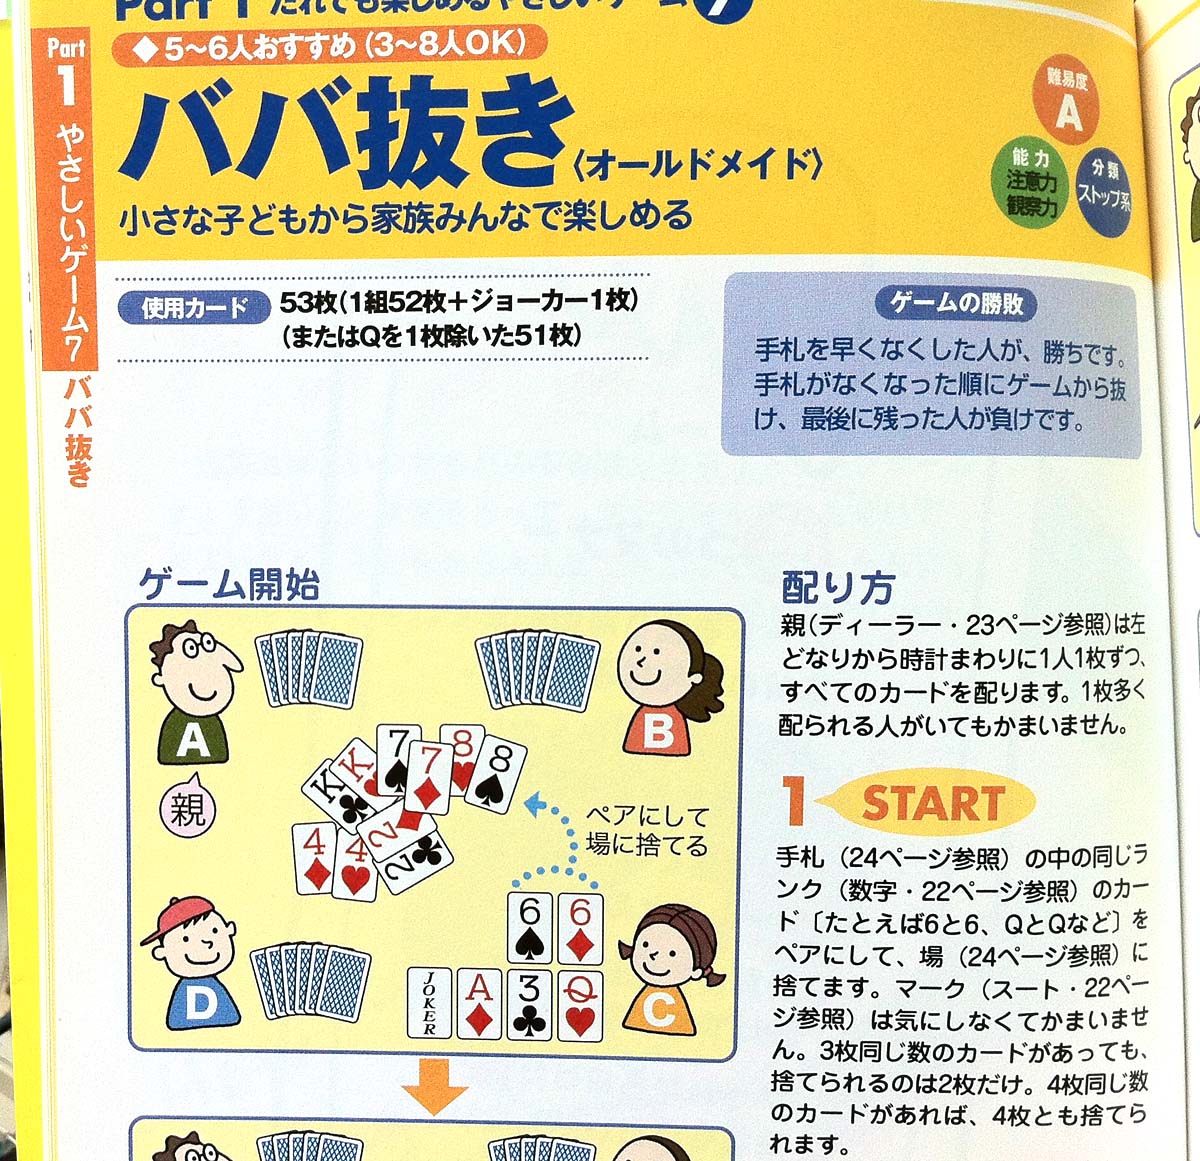 Part 1 だれでも楽しめるやさしいゲーム 7
Part
1
やさしいゲーム7
ババ抜き
◆5〜6人おすすめ(3〜8人OK)
ババ抜き〈オールドメイド〉
小さな子どもから家族みんなで楽しめる
難易度
A
能力
注意力
観察力
分類
ストップ系
使用カード
53枚(1組52枚+ジョーカー1枚)
(またはQを1枚除いた51枚)
ゲームの勝敗
手札を早くなくした人が、勝ちです。
手札がなくなった順にゲームから抜
け、最後に残った人が負けです。
ゲーム開始
A
親
B
K
K
7
7
8
8
4
4
2
2
ペアにして
場に捨てる
6
6
D
JOKER
A
3
Q
C
配り方
親(ディーラー・23ページ参照)は左
どなりから時計まわりに1人1枚ずつ、
すべてのカードを配ります。1枚多く
配られる人がいてもかまいません。
1 START
手札（24ページ参照）の中の同じラ
ンク（数字・22ページ参照）のカー
ド〔たとえば6と6、QとQなど〕を
ペアにして、場（24ページ参照）に
捨てます。マーク（スート・22ペー
ジ参照）は気にしなくてかまいませ
ん。3枚同じ数のカードがあっても、
捨てられるのは2枚だけ。4枚同じ数
のカードがあれば、4枚とも捨てら
れます。